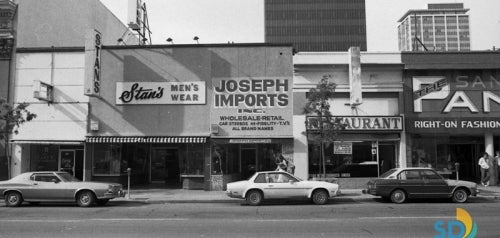 Stan's
STAN'S
Stan's MEN'S
WEAR
JOSEPH
IMPORTS
INC.
WHOLESALE-RETAIL
CAR STEREOS HI-FIDELITY-T.V's
ALL BRAND NAMES
RESTAURANT
SAN
PAN
RIGHT-ON FASHION
SD